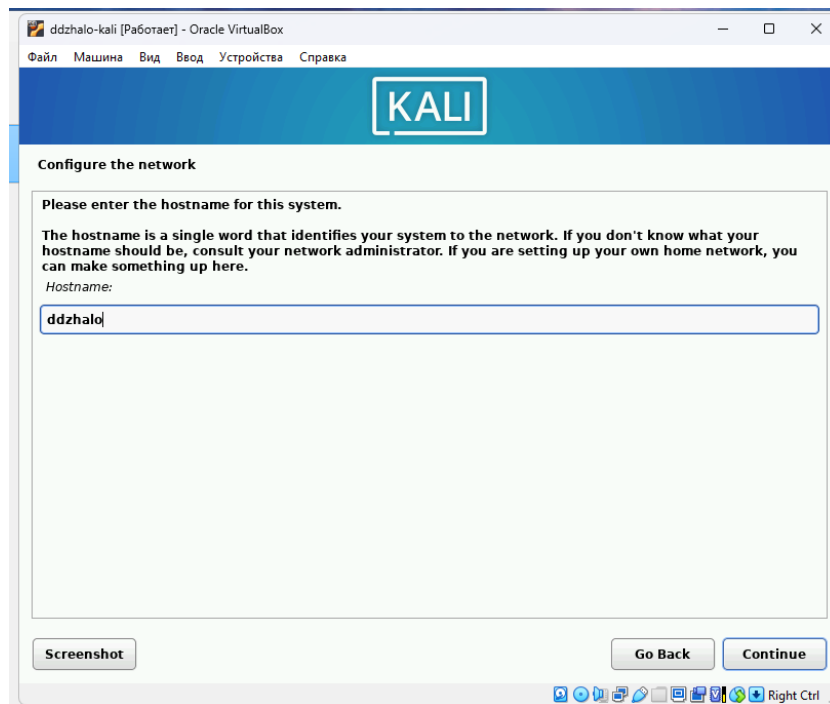 ddzhalo-kali [Работает] - Oracle VirtualBox
Файл Машина Вид Ввод Устройства Справка
KALI
Configure the network
Please enter the hostname for this system.
The hostname is a single word that identifies your system to the network. If you don't know what your
hostname should be, consult your network administrator. If you are setting up your own home network, you
can make something up here.
Hostname:
ddzhalo
Screenshot Go Back Continue
Right Ctrl